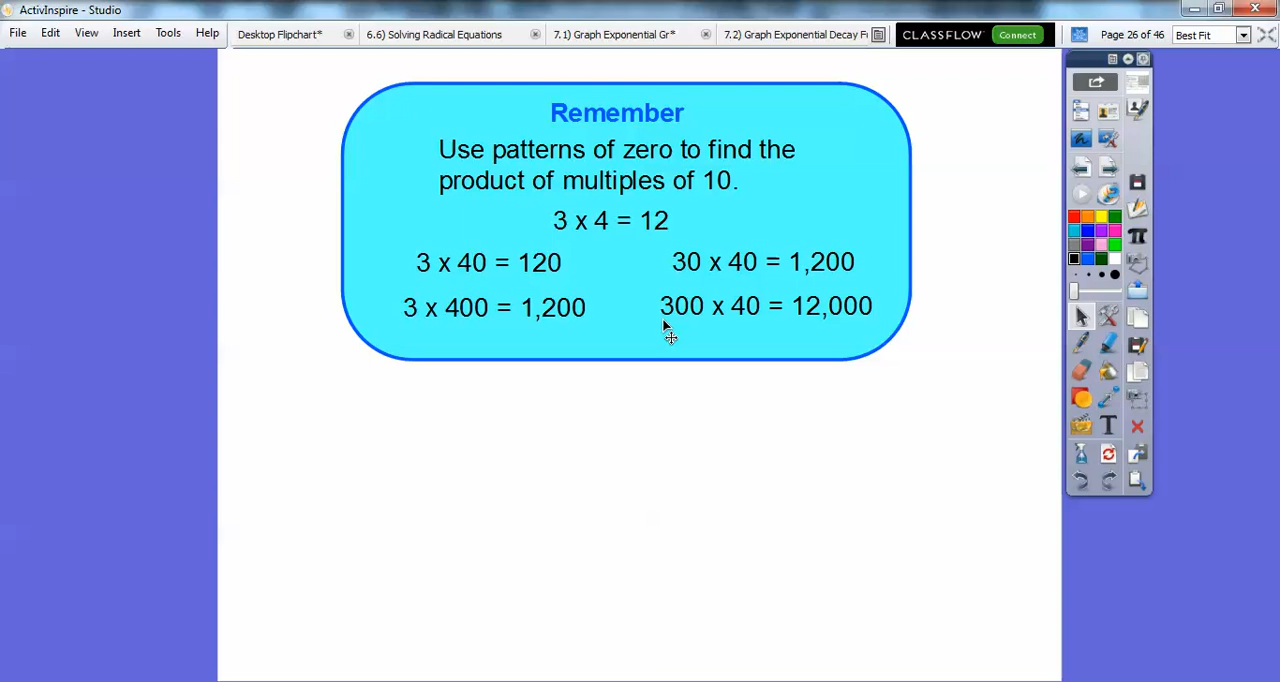 ActivInspire - Studio
File Edit View Insert Tools Help
Desktop Flipchart* 6.6) Solving Radical Equations 7.1) Graph Exponential Gr* 7.2) Graph Exponential Decay F
CLASSFLOW Connect
Page 26 of 46 Best Fit
Remember
Use patterns of zero to find the
product of multiples of 10.
3 x 4 = 12
3 x 40 = 120 30 x 40 = 1,200
3 x 400 = 1,200 300 x 40 = 12,000